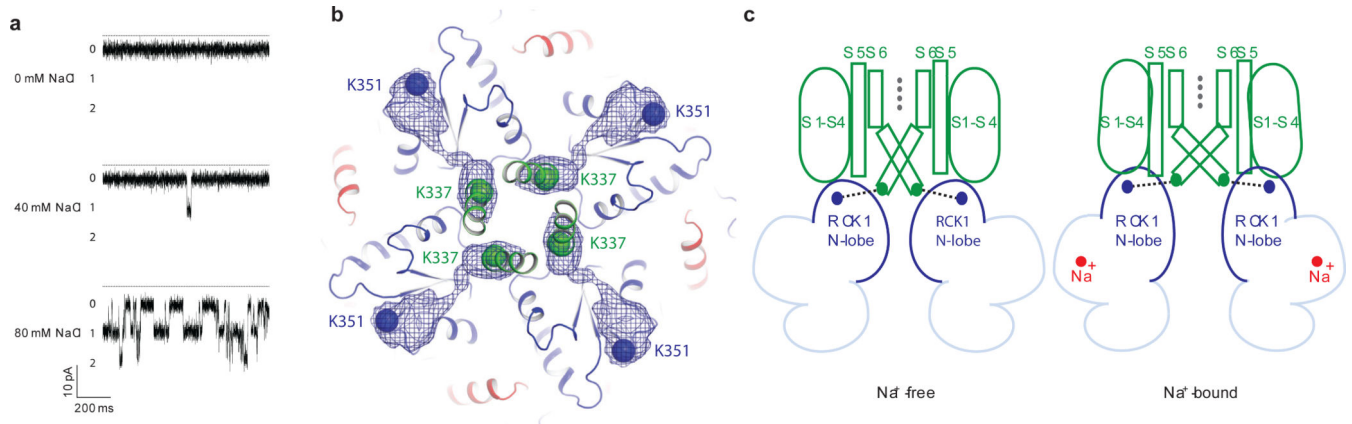 a
0
0 mM NaCl
1
2
0
40 mM NaCl
1
2
0
80 mM NaCl
1
2
10 pA
200 ms
b
K351
K351
K337
K337
K337
K337
K351
K351
c
S5S6 S6S5
S1-S4 S1-S4
RCK1 RCK1
N-lobe N-lobe
Na+-free
S5S6 S6S5
S1-S4 S1-S4
RCK1 RCK1
N-lobe N-lobe
Na+ Na+
Na+-bound